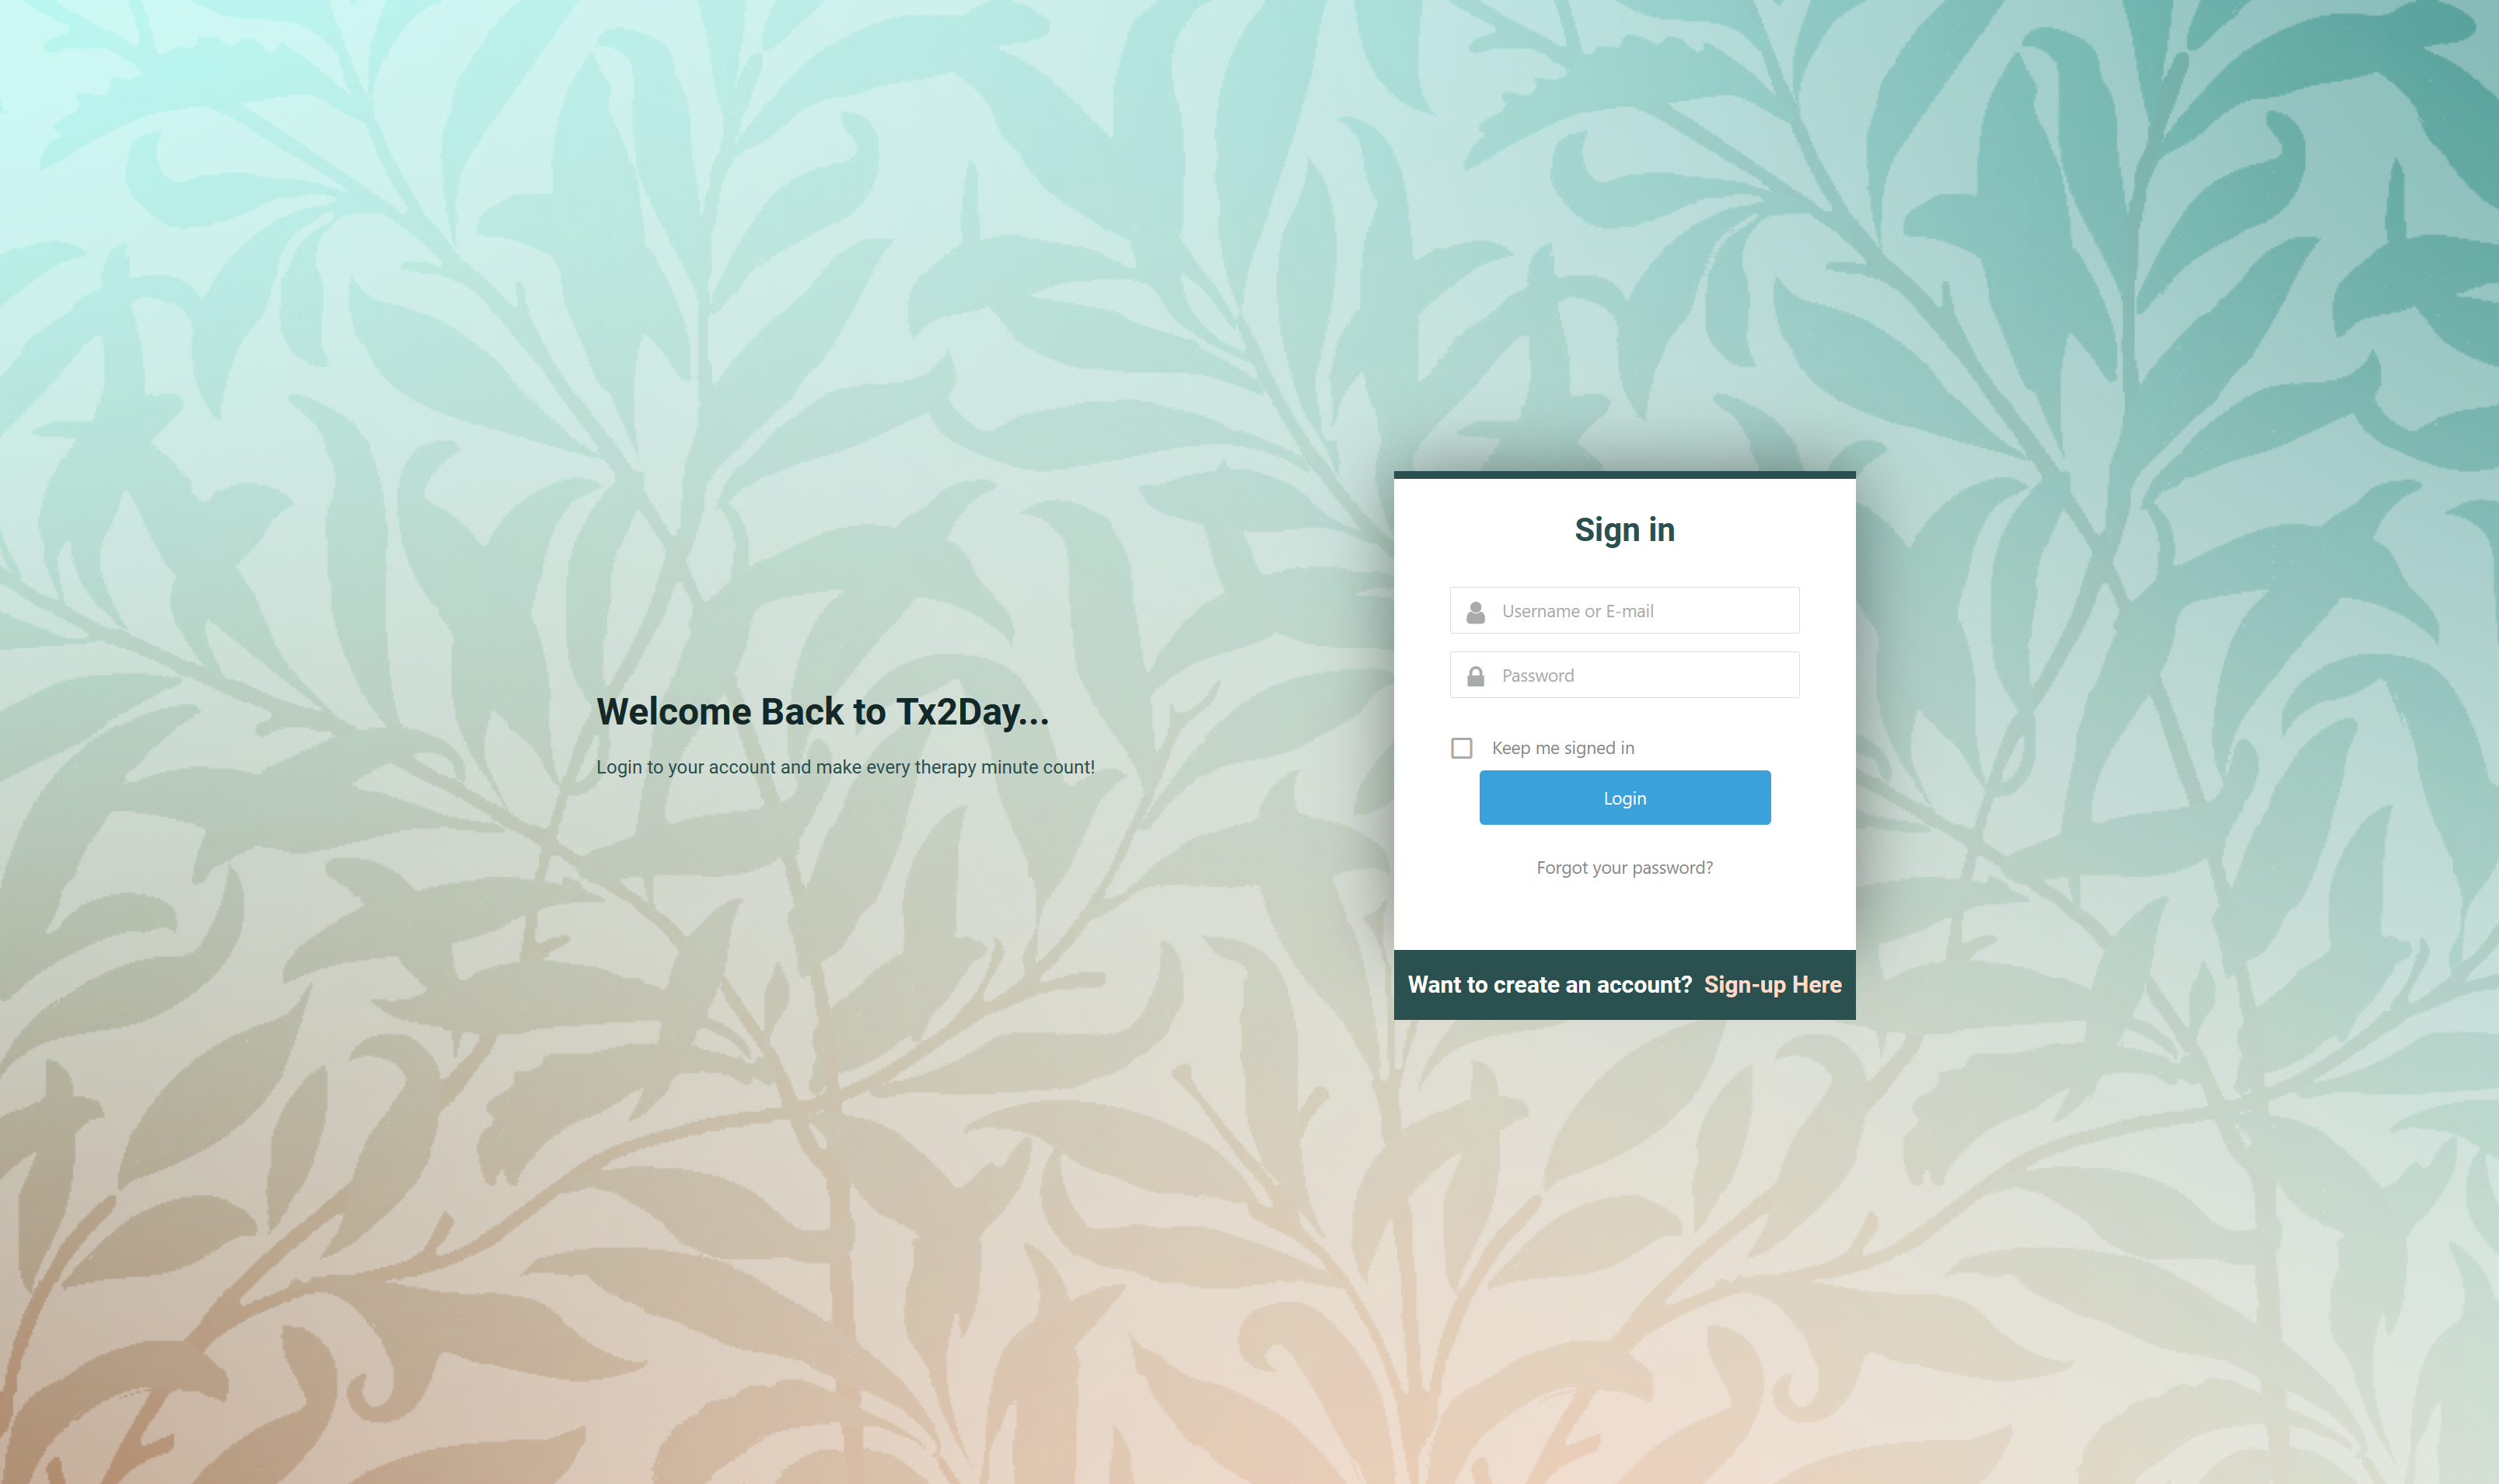 Welcome Back to Tx2Day...
Login to your account and make every therapy minute count!
Sign in
Username or E-mail
Password
Keep me signed in
Login
Forgot your password?
Want to create an account? Sign-up Here